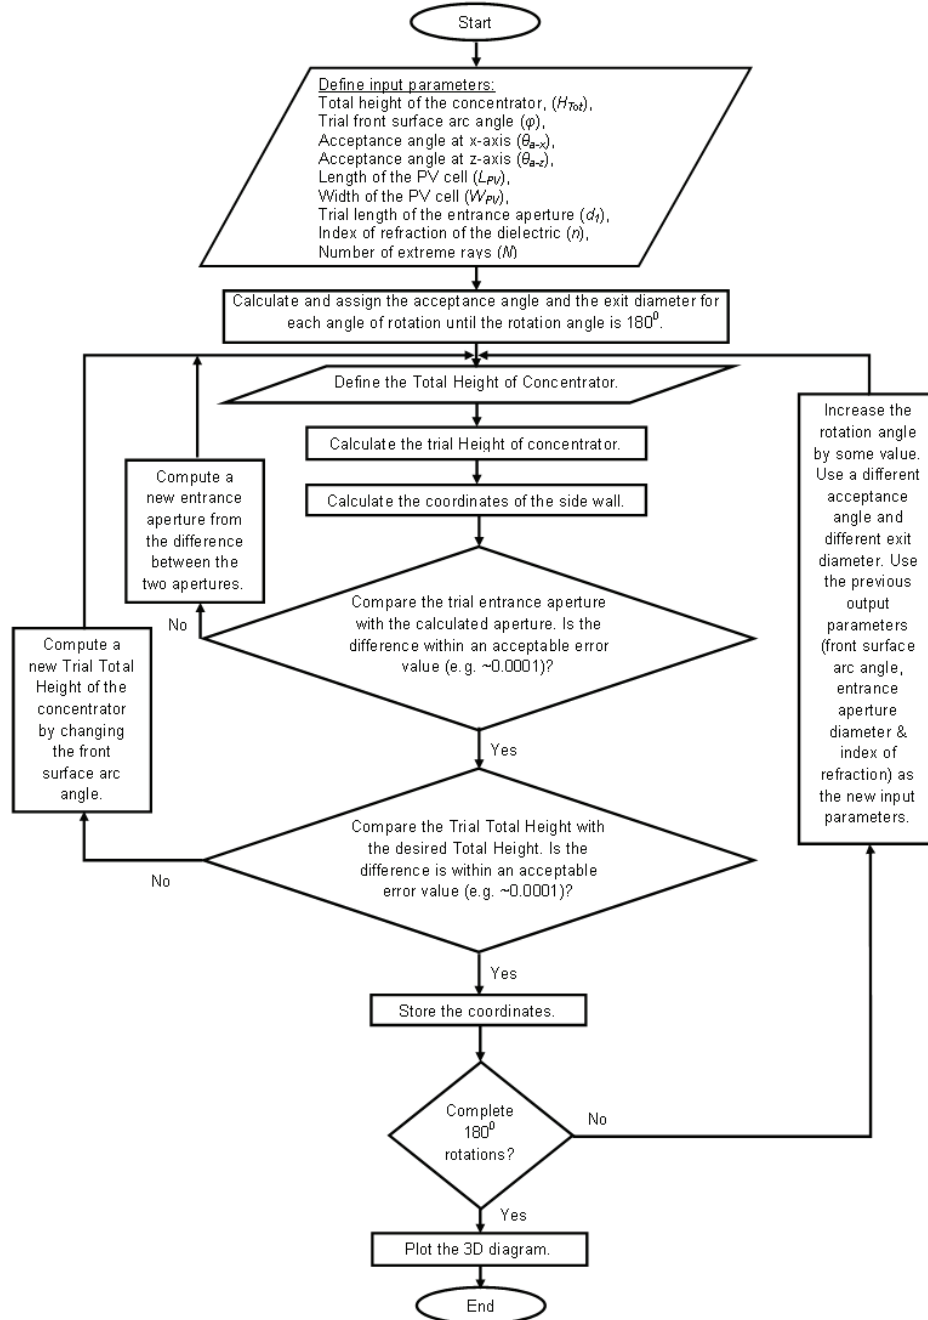 Start
Define input parameters:
Total height of the concentrator, (H_Tot),
Trial front surface arc angle (φ),
Acceptance angle at x-axis (θ_a-x),
Acceptance angle at z-axis (θ_a-z),
Length of the PV cell (L_PV),
Width of the PV cell (W_PV),
Trial length of the entrance aperture (d_1),
Index of refraction of the dielectric (n),
Number of extreme rays (N)
Calculate and assign the acceptance angle and the exit diameter for
each angle of rotation until the rotation angle is 180⁰.
Define the Total Height of Concentrator.
Calculate the trial Height of concentrator.
Calculate the coordinates of the side wall.
Compute a
new entrance
aperture from
the difference
between the
two apertures.
Compare the trial entrance aperture
with the calculated aperture. Is the
difference within an acceptable error
value (e.g. ~0.0001)?
No
Yes
Compute a
new Trial Total
Height of the
concentrator
by changing
the front
surface arc
angle.
Compare the Trial Total Height with
the desired Total Height. Is the
difference is within an acceptable
error value (e.g. ~0.0001)?
No
Yes
Increase the
rotation angle
by some value.
Use a different
acceptance
angle and
different exit
diameter. Use
the previous
output
parameters
(front surface
arc angle,
entrance
aperture
diameter &
index of
refraction) as
the new input
parameters.
Store the coordinates.
Complete
180⁰
rotations?
No
Yes
Plot the 3D diagram.
End